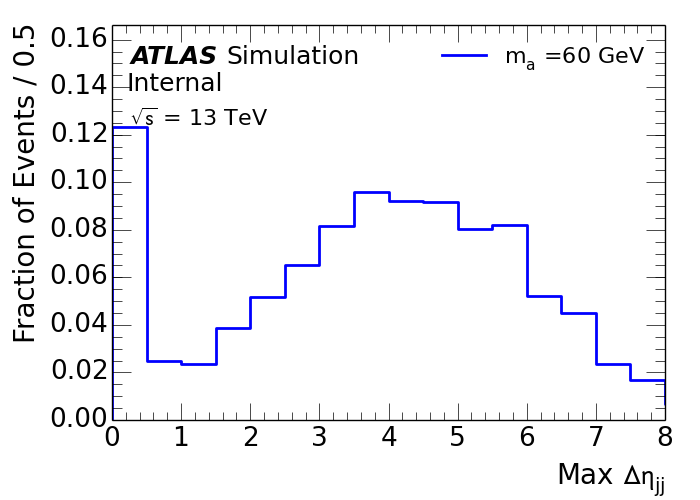 ATLAS Simulation
Internal
√s = 13 TeV
mₐ =60 GeV
Fraction of Events / 0.5
0.16
0.14
0.12
0.10
0.08
0.06
0.04
0.02
0.00
0 1 2 3 4 5 6 7 8
Max Δηjj